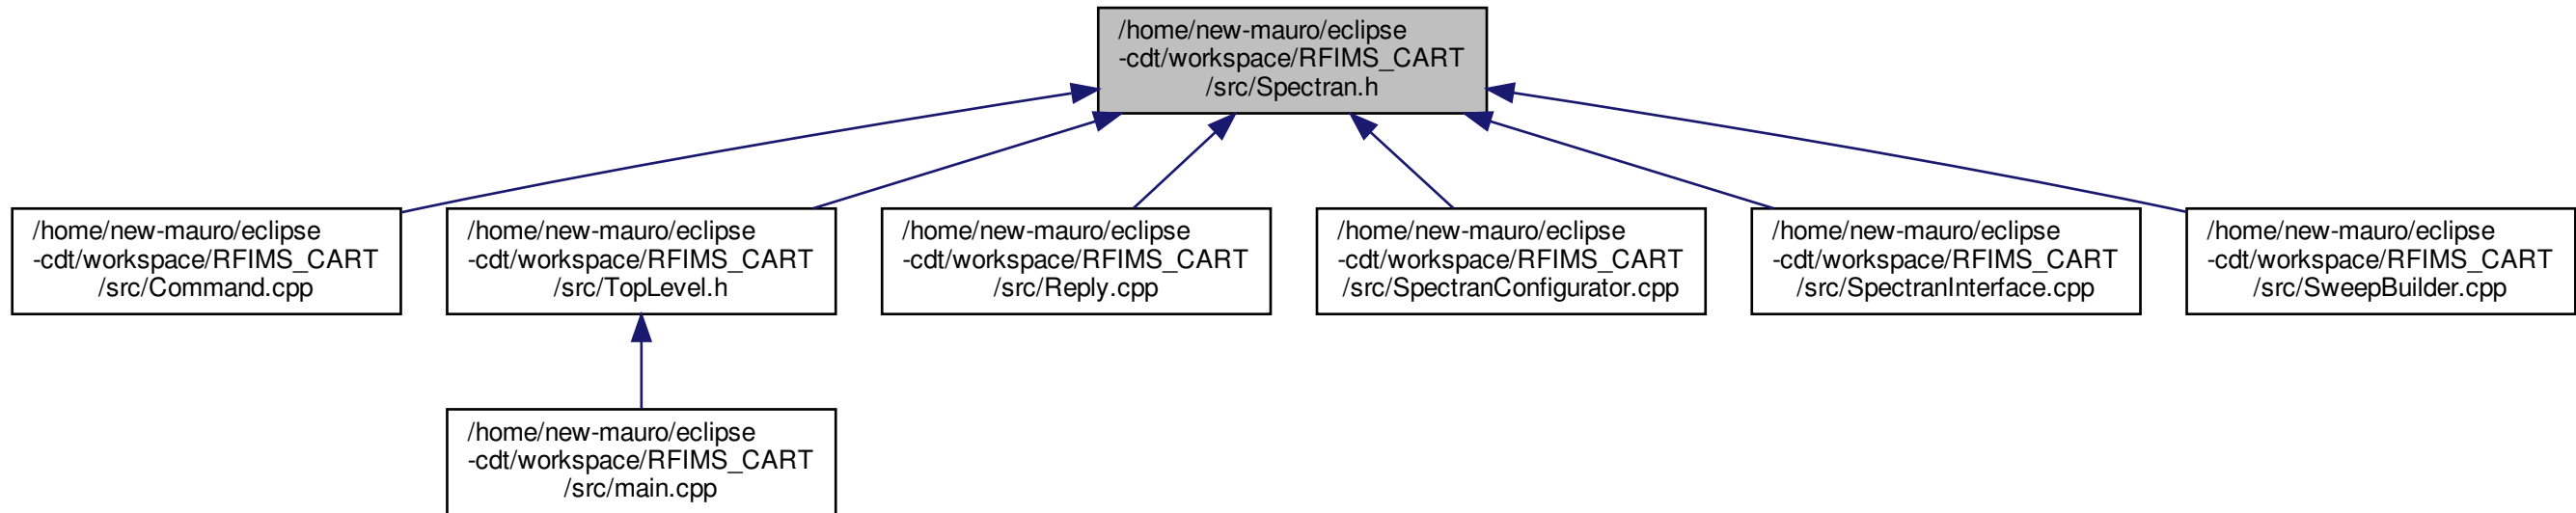 /home/new-mauro/eclipse
-cdt/workspace/RFIMS_CART
/src/Spectran.h
/home/new-mauro/eclipse
-cdt/workspace/RFIMS_CART
/src/Command.cpp
/home/new-mauro/eclipse
-cdt/workspace/RFIMS_CART
/src/TopLevel.h
/home/new-mauro/eclipse
-cdt/workspace/RFIMS_CART
/src/Reply.cpp
/home/new-mauro/eclipse
-cdt/workspace/RFIMS_CART
/src/SpectranConfigurator.cpp
/home/new-mauro/eclipse
-cdt/workspace/RFIMS_CART
/src/SpectranInterface.cpp
/home/new-mauro/eclipse
-cdt/workspace/RFIMS_CART
/src/SweepBuilder.cpp
/home/new-mauro/eclipse
-cdt/workspace/RFIMS_CART
/src/main.cpp